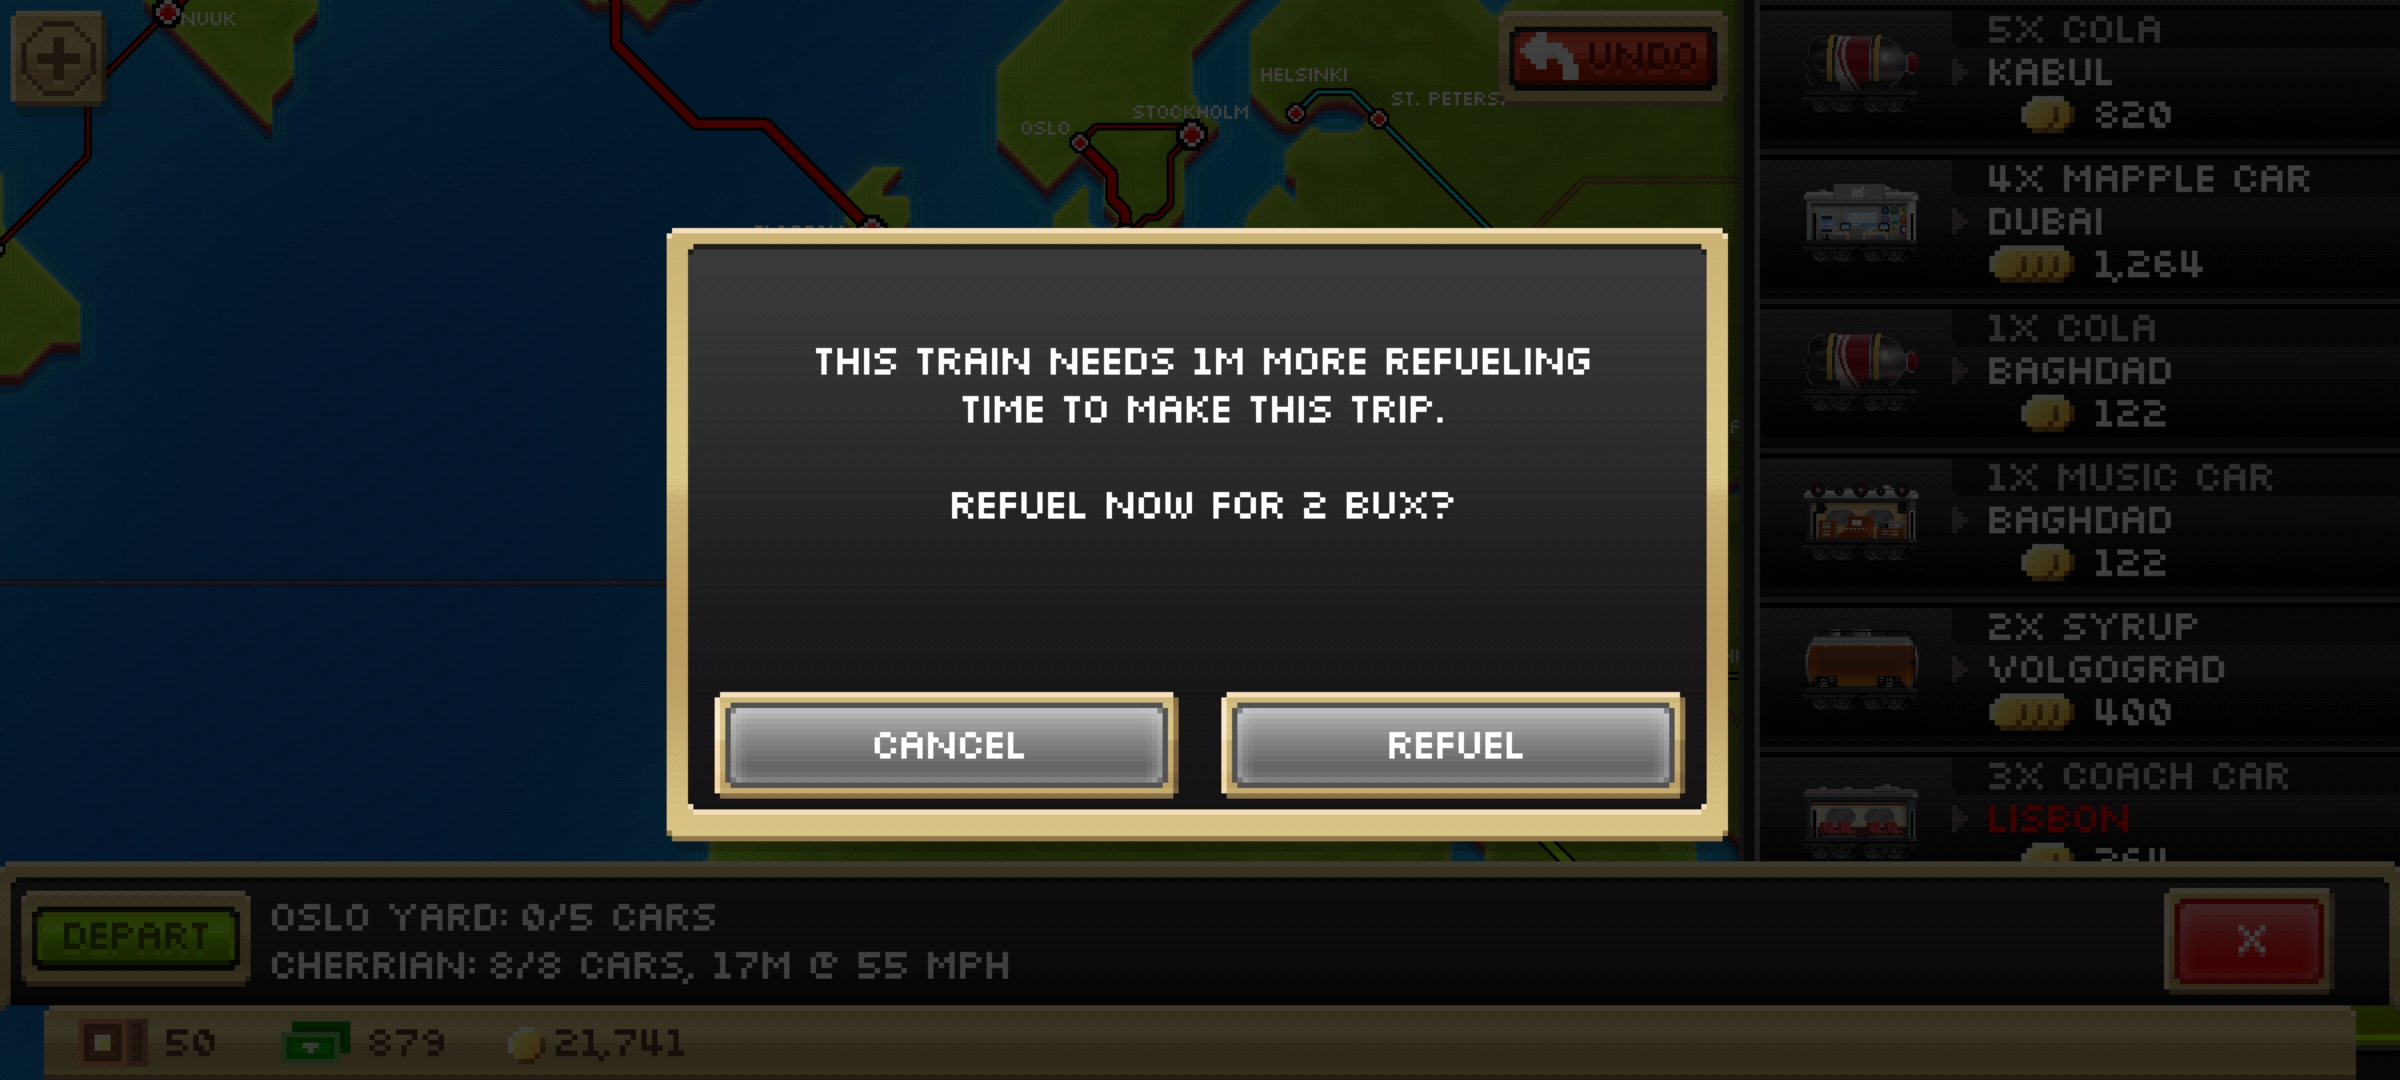 NUUK
UNDO
HELSINKI
ST. PETERS.
STOCKHOLM
OSLO
5X COLA
KABUL
820
4X MAPPLE CAR
DUBAI
1,264
1X COLA
BAGHDAD
122
1X MUSIC CAR
BAGHDAD
122
2X SYRUP
VOLGOGRAD
400
3X COACH CAR
LISBON
264
THIS TRAIN NEEDS 1M MORE REFUELING
TIME TO MAKE THIS TRIP.
REFUEL NOW FOR 2 BUX?
CANCEL
REFUEL
DEPART
OSLO YARD: 0/5 CARS
CHERRIAN: 8/8 CARS, 17M @ 55 MPH
X
50
879
21,741